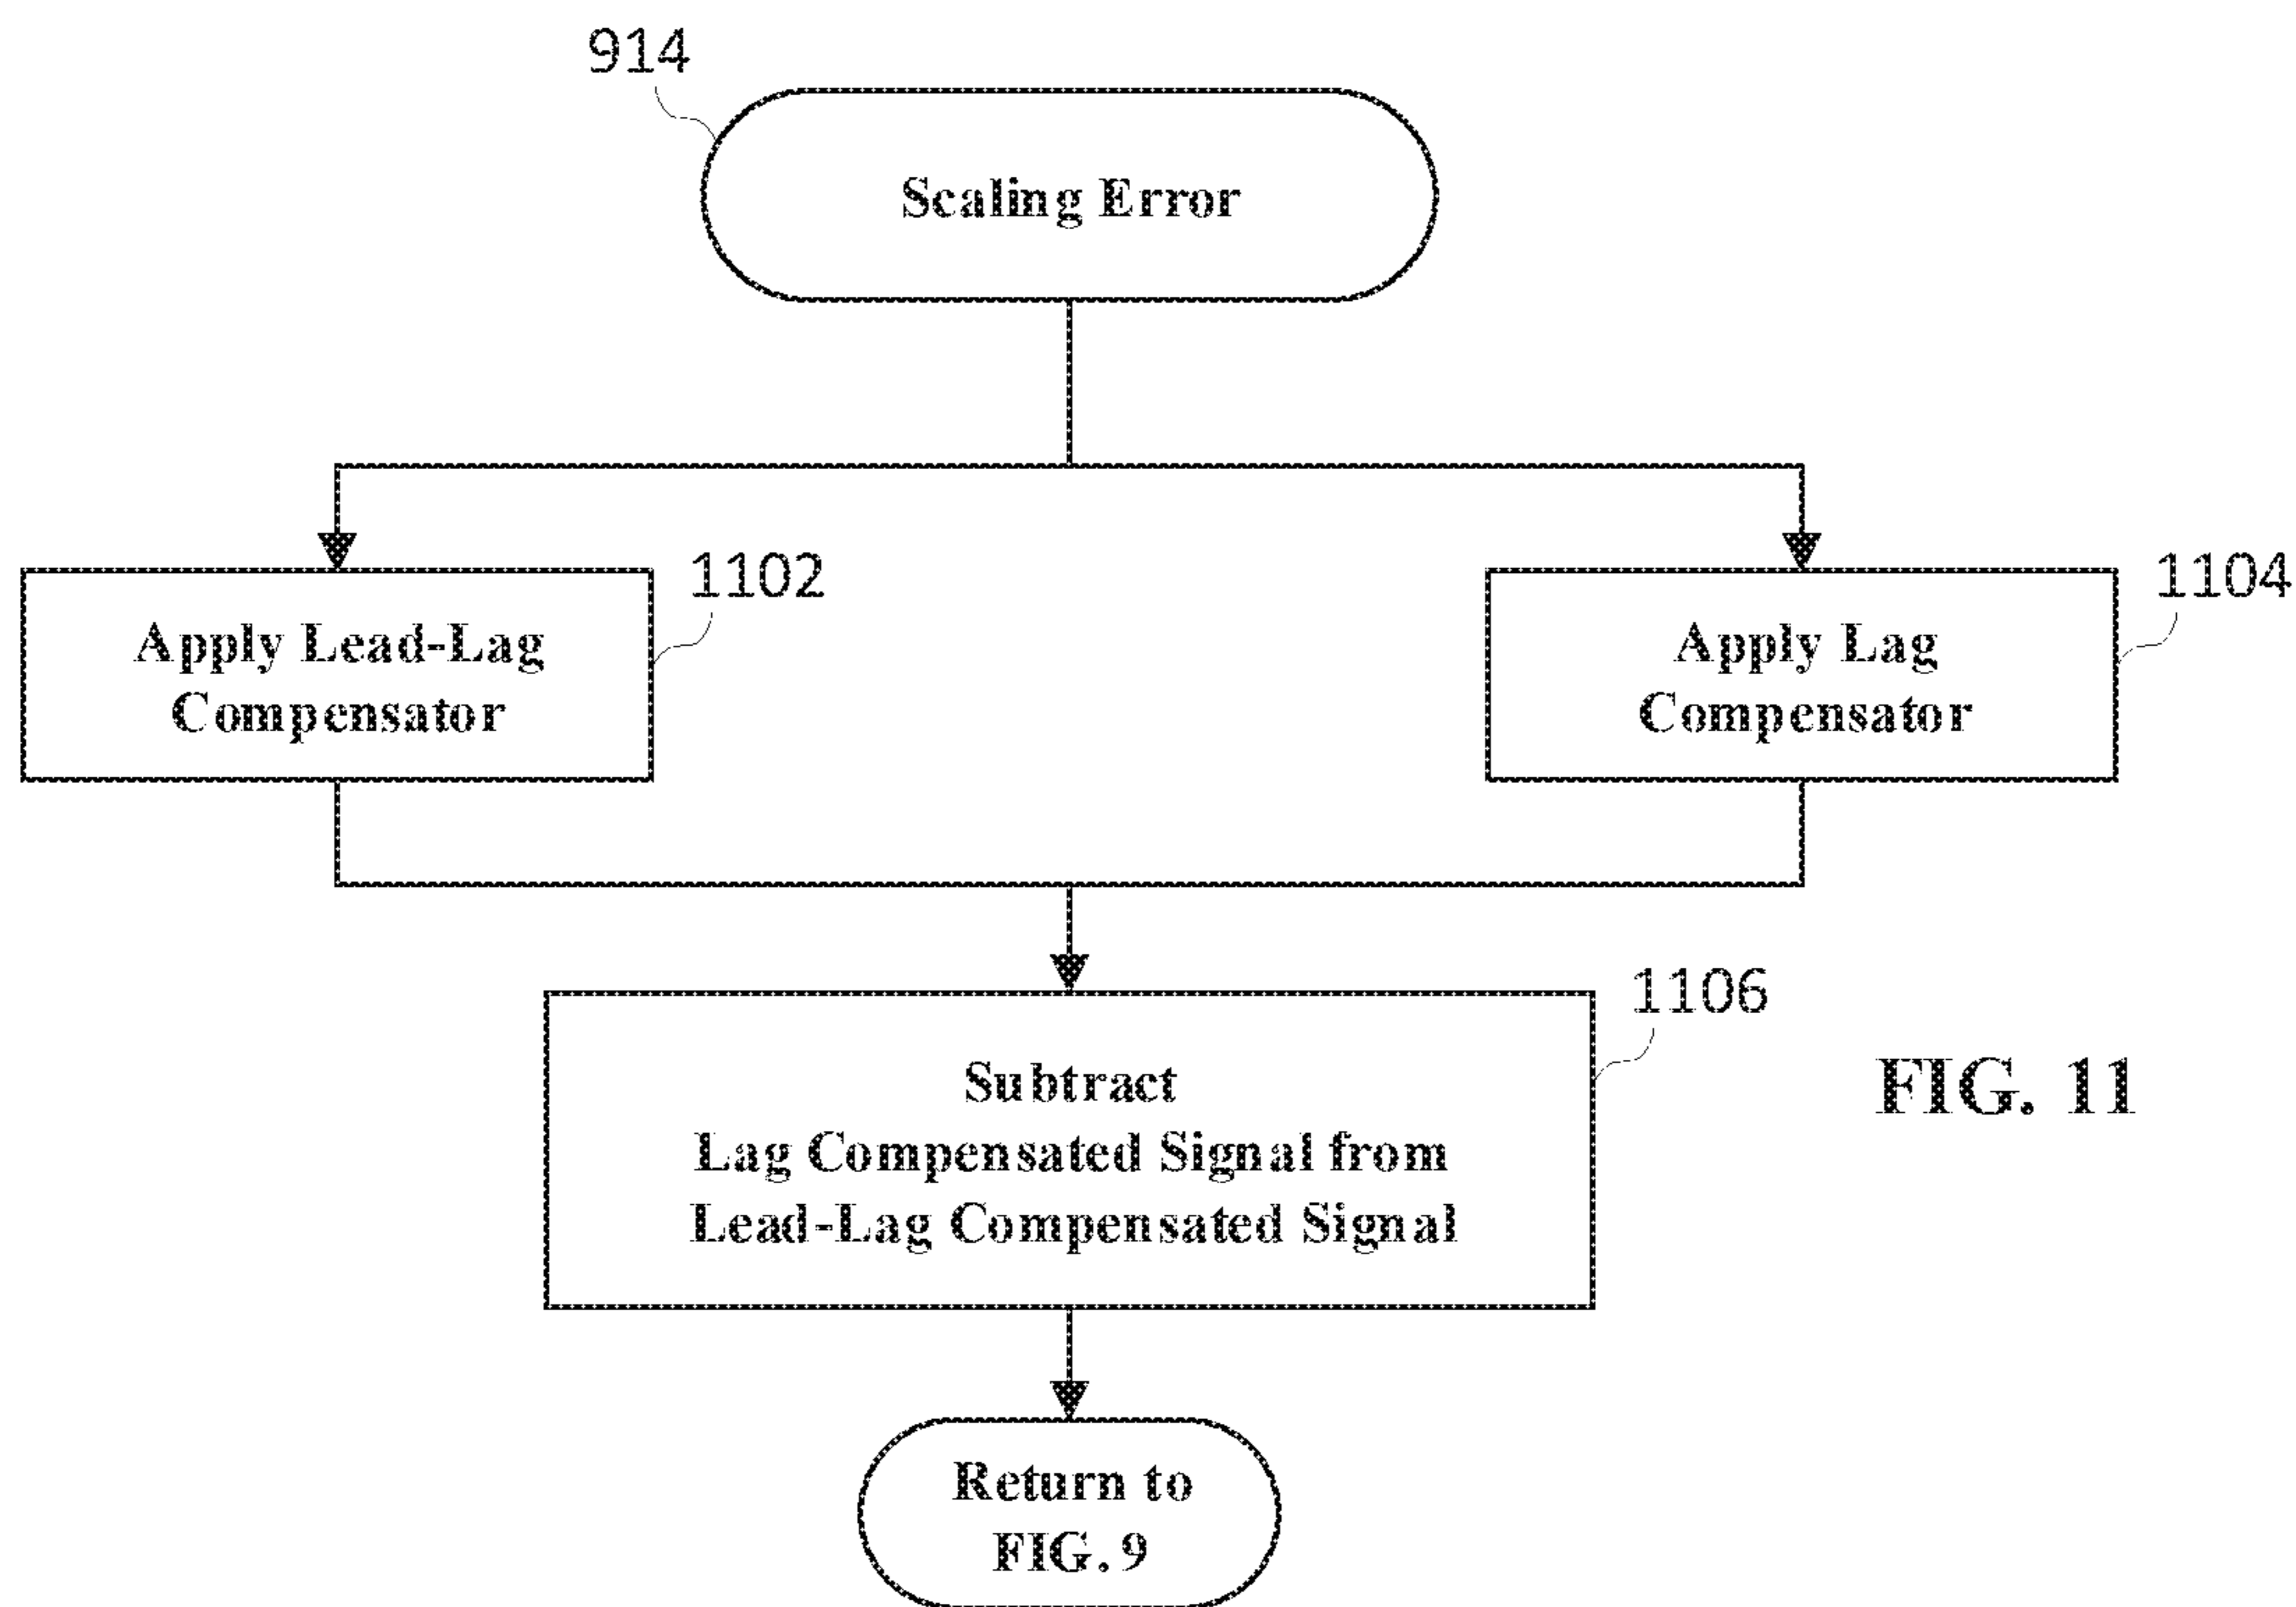 914
Scaling Error
1102
Apply Lead-Lag
Compensator
1104
Apply Lag
Compensator
1106
Subtract
Lag Compensated Signal from
Lead-Lag Compensated Signal
FIG. 11
Return to
FIG. 9